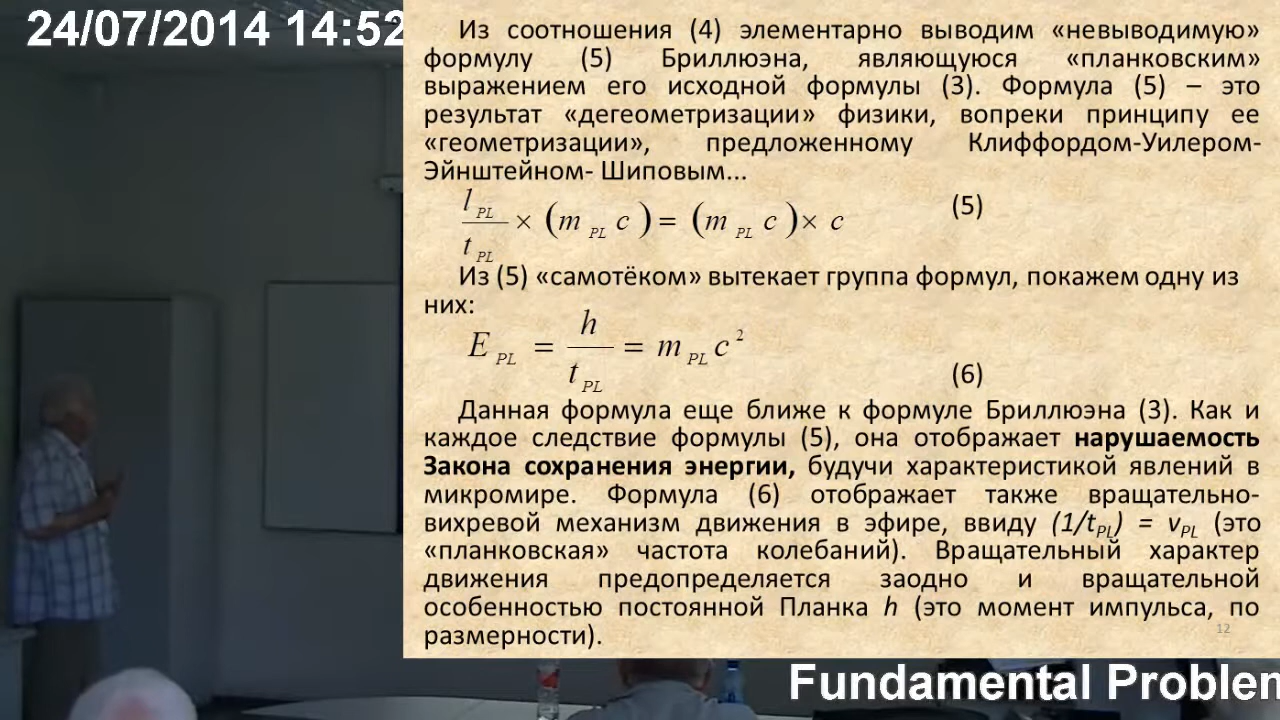 24/07/2014 14:52
Из соотношения (4) элементарно выводим «невыводимую»
формулу (5) Бриллюэна, являющуюся «планковским»
выражением его исходной формулы (3). Формула (5) – это
результат «дегеометризации» физики, вопреки принципу ее
«геометризации», предложенному Клиффордом-Уилером-
Эйнштейном- Шиповым...
l_PL / t_PL × (m_PL c) = (m_PL c) × c (5)
Из (5) «самотёком» вытекает группа формул, покажем одну из
них:
E_PL = h / t_PL = m_PL c² (6)
Данная формула еще ближе к формуле Бриллюэна (3). Как и
каждое следствие формулы (5), она отображает нарушаемость
Закона сохранения энергии, будучи характеристикой явлений в
микромире. Формула (6) отображает также вращательно-
вихревой механизм движения в эфире, ввиду (1/t_PL) = ν_PL (это
«планковская» частота колебаний). Вращательный характер
движения предопределяется заодно и вращательной
особенностью постоянной Планка h (это момент импульса, по
размерности).
12
Fundamental Problem